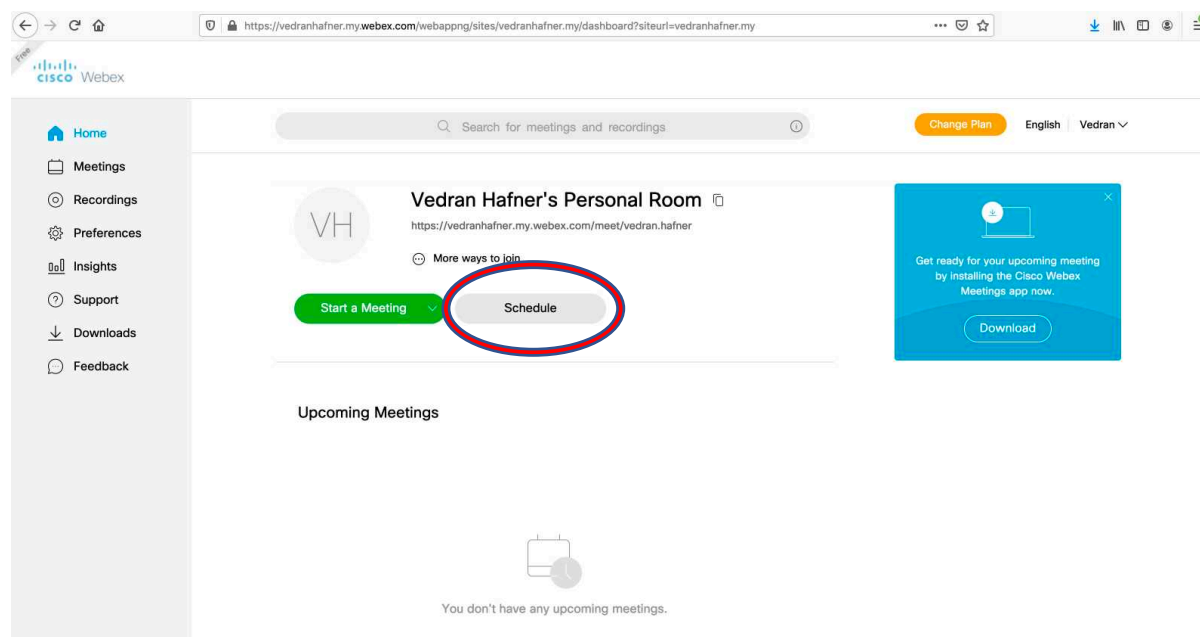 https://vedranhafner.my.webex.com/webappng/sites/vedranhafner.my/dashboard?siteurl=vedranhafner.my
Free
CISCO Webex
Home
Meetings
Recordings
Preferences
Insights
Support
Downloads
Feedback
Search for meetings and recordings
Change Plan
English
Vedran
VH
Vedran Hafner's Personal Room
https://vedranhafner.my.webex.com/meet/vedran.hafner
More ways to join
Start a Meeting
Schedule
Get ready for your upcoming meeting
by installing the Cisco Webex
Meetings app now.
Download
Upcoming Meetings
You don't have any upcoming meetings.